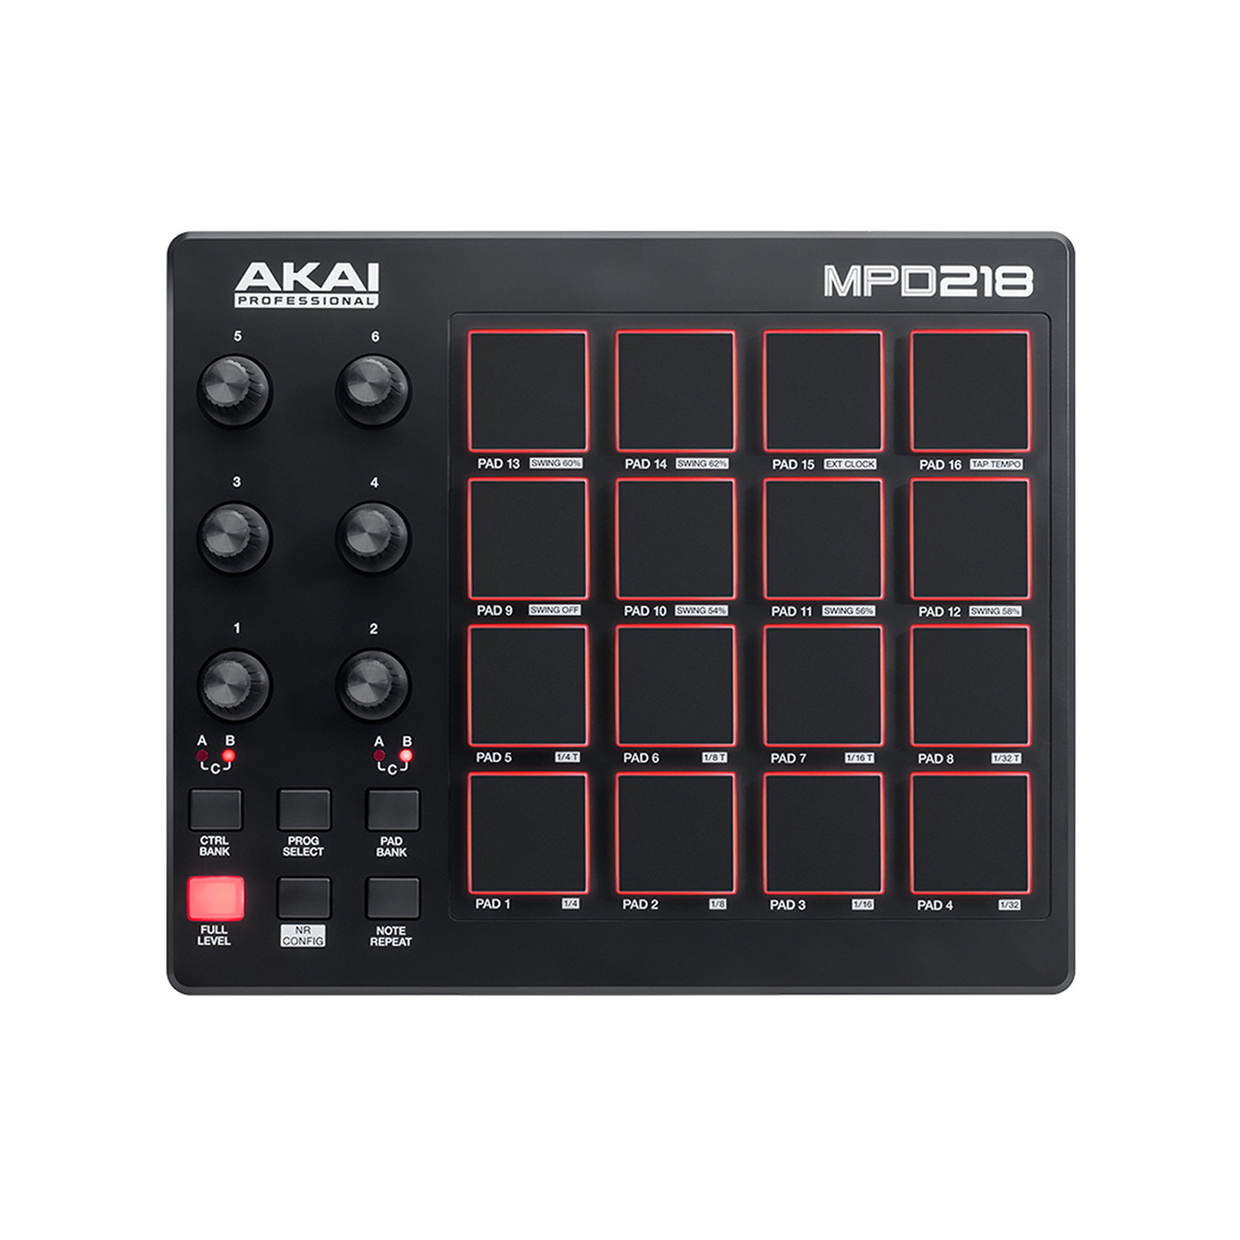 AKAI
PROFESSIONAL
MPD218
5 6
3 4
1 2
A B
C
A B
C
CTRL
BANK
PROG
SELECT
PAD
BANK
FULL
LEVEL
NR
CONFIG
NOTE
REPEAT
PAD 13 SWING 60%
PAD 14 SWING 62%
PAD 15 EXT CLOCK
PAD 16 TAP TEMPO
PAD 9 SWING OFF
PAD 10 SWING 54%
PAD 11 SWING 56%
PAD 12 SWING 58%
PAD 5 1/4 T
PAD 6 1/8 T
PAD 7 1/16 T
PAD 8 1/32 T
PAD 1 1/4
PAD 2 1/8
PAD 3 1/16
PAD 4 1/32